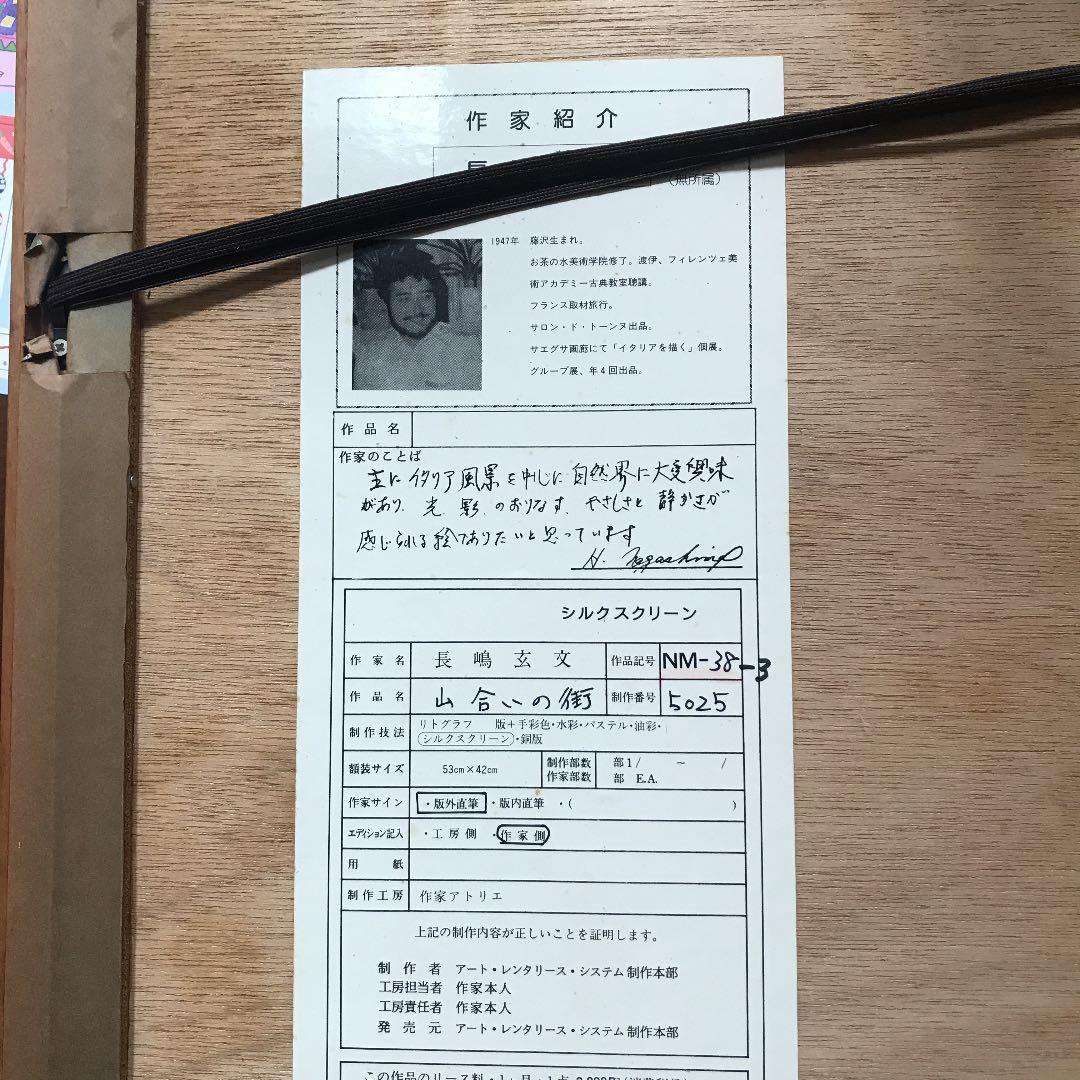 作家紹介
(無所属)
1947年 藤沢生まれ。
お茶の水美術学院修了。渡伊、フィレンツェ美
術アカデミー古典教室聴講。
フランス取材旅行。
サロン・ド・トーンヌ出品。
サエグサ画廊にて「イタリアを描く」個展。
グループ展、年4回出品。
作品名
作家のことば
主に イタリア風景を中心に 自然界に大変興味
があり、光、影、のおりなす、やさしさと 静かさが
感じられる絵でありたいと思っています
H. Nagashima
シルクスクリーン
作家名 長嶋玄文 作品記号 NM-38-3
作品名 山合いの街 制作番号 5025
制作技法 リトグラフ 版+手彩色・水彩・パステル・油彩・
シルクスクリーン・銅版
額装サイズ 53cm×42cm 制作部数 部1/ ~ /
作家部数 部 E.A.
作家サイン ・版外直筆 ・版内直筆 ・( )
エディション記入 ・工房側 ・作家側
用紙
制作工房 作家アトリエ
上記の制作内容が正しいことを証明します。
制作者 アート・レンタリース・システム制作本部
工房担当者 作家本人
工房責任者 作家本人
発売元 アート・レンタリース・システム制作本部